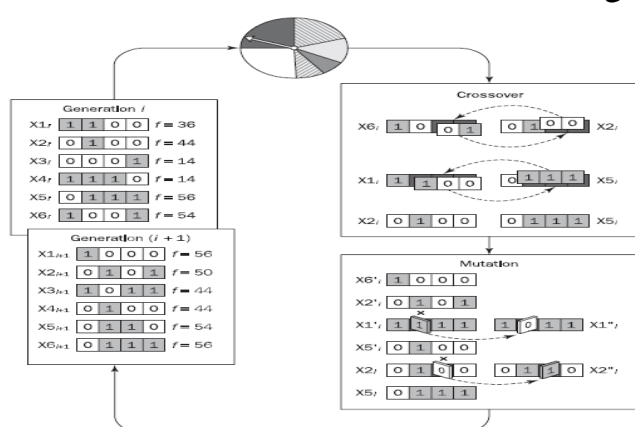 Generation i
X1i 1 1 0 0 f = 36
X2i 0 1 0 0 f = 44
X3i 0 0 0 1 f = 14
X4i 1 1 1 0 f = 14
X5i 0 1 1 1 f = 56
X6i 1 0 0 1 f = 54
Generation (i + 1)
X1i+1 1 0 0 0 f = 56
X2i+1 0 1 0 1 f = 50
X3i+1 1 0 1 1 f = 44
X4i+1 0 1 0 0 f = 44
X5i+1 0 1 1 0 f = 54
X6i+1 0 1 1 1 f = 56
Crossover
X6i 1 0 0 1 0 1 0 0 X2i
X1i 1 1 0 0 0 1 1 1 X5i
X2i 0 1 0 0 0 1 1 1 X5i
Mutation
X6'i 1 0 0 0
X2'i 0 1 0 1
X1'i 1 1 1 1 1 0 1 1 X1"i
X5'i 0 1 0 0
X2i 0 1 0 0 0 1 1 0 X2"i
X5i 0 1 1 1